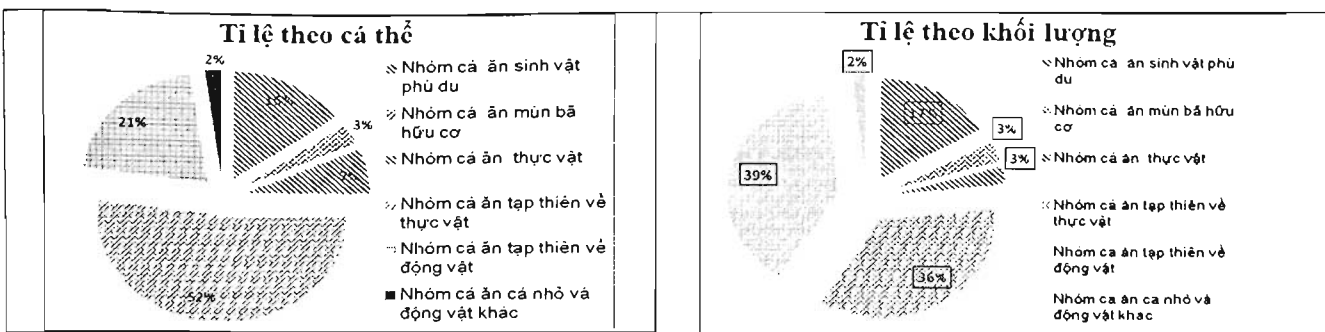 Tỉ lệ theo cá thể
2%
3%
21%
52%
Nhóm cá ăn sinh vật
phù du
Nhóm cá ăn mùn bã
hữu cơ
Nhóm cá ăn thực vật
Nhóm cá ăn tạp thiên về
thực vật
Nhóm cá ăn tạp thiên về
động vật
Nhóm cá ăn cá nhỏ và
động vật khác
Tỉ lệ theo khối lượng
2%
17%
3%
3%
39%
36%
Nhóm cá ăn sinh vật phù
du
Nhóm cá ăn mùn bã hữu
cơ
Nhóm cá ăn thực vật
Nhóm cá ăn tạp thiên về
thực vật
Nhóm cá ăn tạp thiên về
động vật
Nhóm ca ăn ca nhỏ và
động vật khac